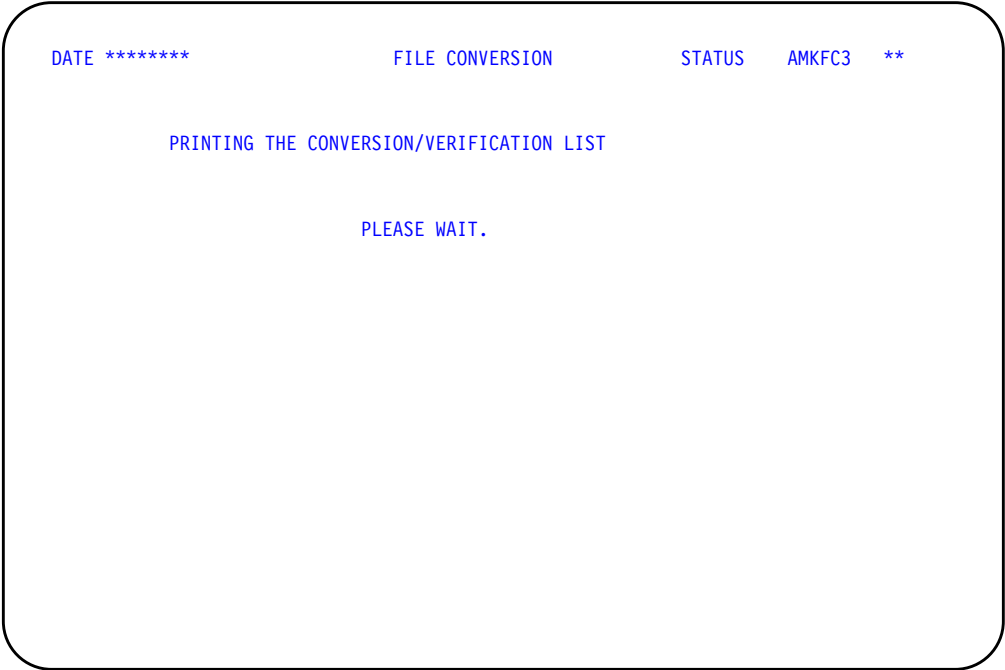 DATE ******** FILE CONVERSION STATUS AMKFC3 **
PRINTING THE CONVERSION/VERIFICATION LIST
PLEASE WAIT.